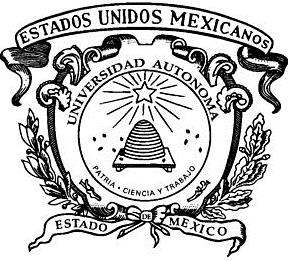 ESTADOS UNIDOS MEXICANOS
UNIVERSIDAD AUTONOMA
PATRIA · CIENCIA Y TRABAJO
ESTADO DE MEXICO